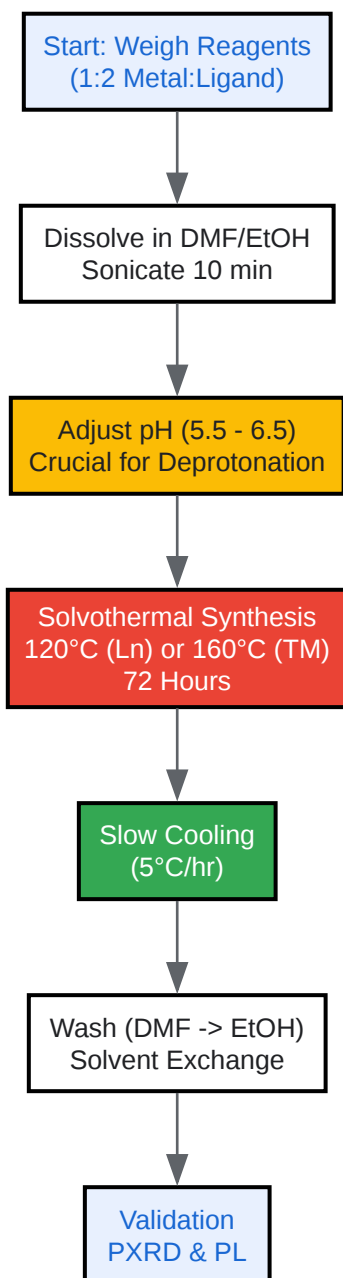 Start: Weigh Reagents
(1:2 Metal:Ligand)
Dissolve in DMF/EtOH
Sonicate 10 min
Adjust pH (5.5 - 6.5)
Crucial for Deprotonation
Solvothermal Synthesis
120°C (Ln) or 160°C (TM)
72 Hours
Slow Cooling
(5°C/hr)
Wash (DMF -> EtOH)
Solvent Exchange
Validation
PXRD & PL